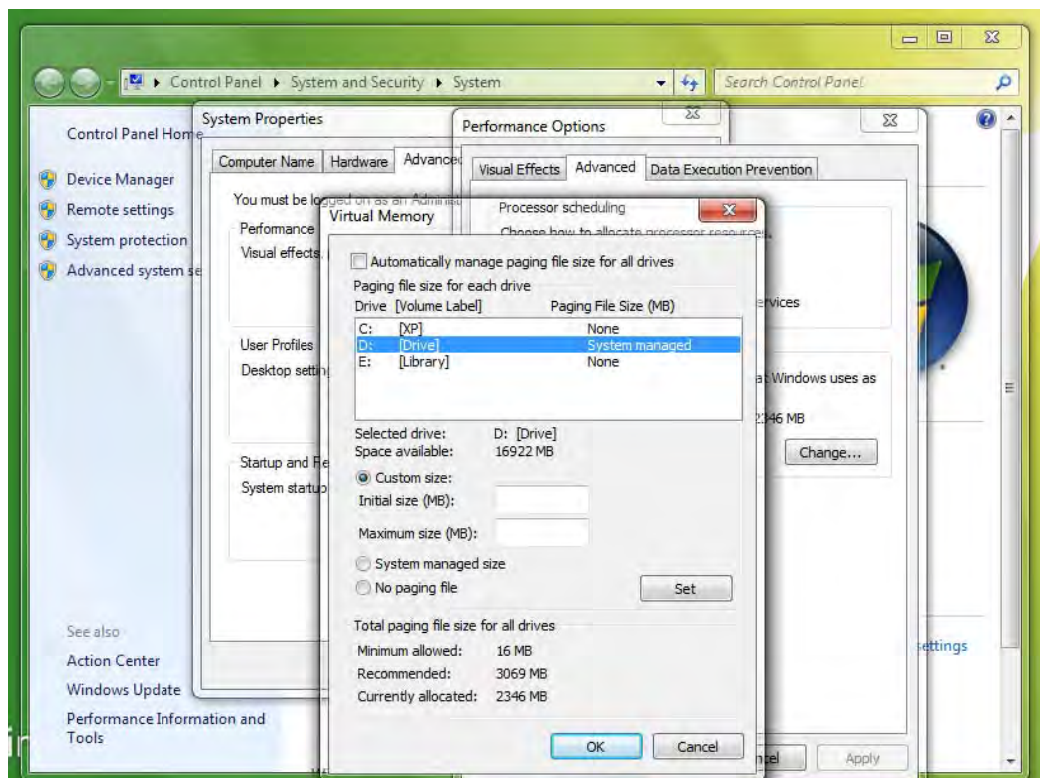 Control Panel ▸ System and Security ▸ System
Search Control Panel
Control Panel Home
Device Manager
Remote settings
System protection
Advanced system se
See also
Action Center
Windows Update
Performance Information and
Tools
System Properties
Computer Name
Hardware
Advanced
You must be logged on as an Administ
Performance
Visual effects,
User Profiles
Desktop settin
Startup and Re
System startup
Performance Options
Visual Effects
Advanced
Data Execution Prevention
Processor scheduling
Choose how to allocate processor resources.
ervices
at Windows uses as
2346 MB
Change...
settings
ncel
Apply
Virtual Memory
Automatically manage paging file size for all drives
Paging file size for each drive
Drive [Volume Label] Paging File Size (MB)
C: [XP] None
D: [Drive] System managed
E: [Library] None
Selected drive: D: [Drive]
Space available: 16922 MB
Custom size:
Initial size (MB):
Maximum size (MB):
System managed size
No paging file
Set
Total paging file size for all drives
Minimum allowed: 16 MB
Recommended: 3069 MB
Currently allocated: 2346 MB
OK
Cancel